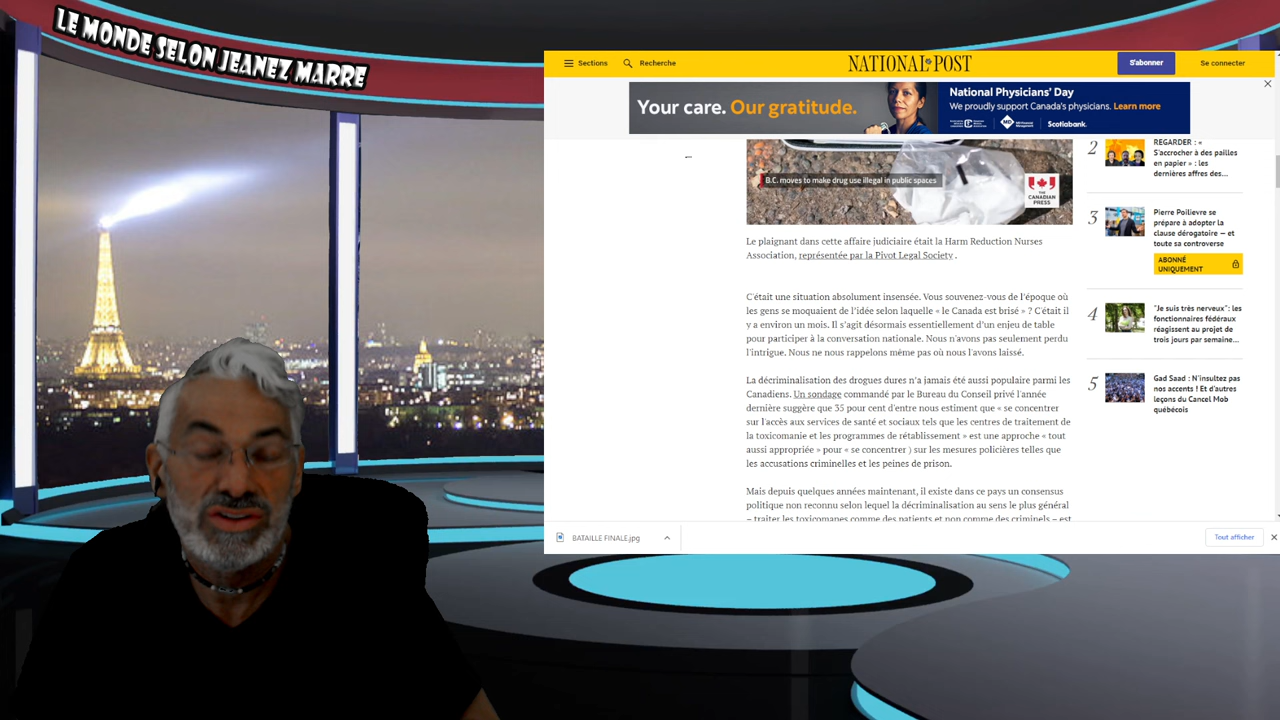 LE MONDE SELON JEANEZ MARRE
Sections
Recherche
NATIONAL POST
S'abonner
Se connecter
Your care. Our gratitude.
National Physicians' Day
We proudly support Canada's physicians. Learn more
Scotiabank.
B.C. moves to make drug use illegal in public spaces
THE
CANADIAN
PRESS
Le plaignant dans cette affaire judiciaire était la Harm Reduction Nurses
Association, représentée par la Pivot Legal Society .
C'était une situation absolument insensée. Vous souvenez-vous de l'époque où
les gens se moquaient de l'idée selon laquelle « le Canada est brisé » ? C'était il
y a environ un mois. Il s'agit désormais essentiellement d'un enjeu de table
pour participer à la conversation nationale. Nous n'avons pas seulement perdu
l'intrigue. Nous ne nous rappelons même pas où nous l'avons laissé.
La décriminalisation des drogues dures n'a jamais été aussi populaire parmi les
Canadiens. Un sondage commandé par le Bureau du Conseil privé l'année
dernière suggère que 35 pour cent d'entre nous estiment que « se concentrer
sur l'accès aux services de santé et sociaux tels que les centres de traitement de
la toxicomanie et les programmes de rétablissement » est une approche « tout
aussi appropriée » pour « se concentrer ) sur les mesures policières telles que
les accusations criminelles et les peines de prison.
Mais depuis quelques années maintenant, il existe dans ce pays un consensus
politique non reconnu selon lequel la décriminalisation au sens le plus général
– traiter les toxicomanes comme des patients et non comme des criminels – est
2
REGARDER : «
S'accrocher à des pailles
en papier » : les
dernières affres des...
3
Pierre Poilievre se
prépare à adopter la
clause dérogatoire — et
toute sa controverse
ABONNÉ
UNIQUEMENT
4
"Je suis très nerveux": les
fonctionnaires fédéraux
réagissent au projet de
trois jours par semaine...
5
Gad Saad : N'insultez pas
nos accents ! Et d'autres
leçons du Cancel Mob
québécois
BATAILLE FINALE.jpg
Tout afficher